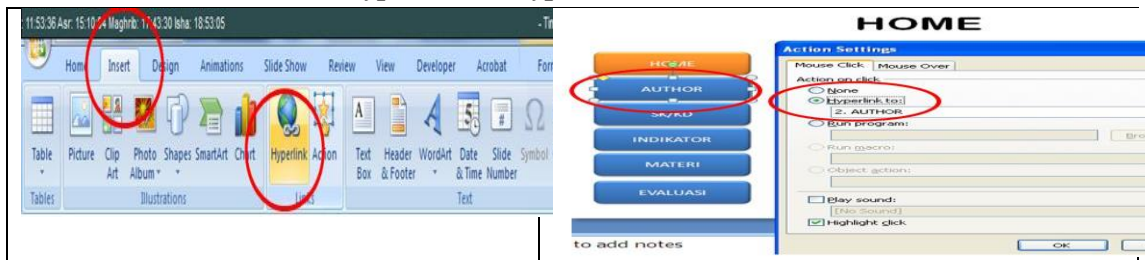 11:53:36 Asr: 15:10:04 Maghrib: 17:43:30 Isha: 18:53:05
Home Insert Design Animations Slide Show Review View Developer Acrobat
Table Picture Clip Art Photo Album Shapes SmartArt Chart Hyperlink Action Text Box Header & Footer WordArt Date & Time Slide Number Symbol
Tables Illustrations Links Text
HOME
HOME
AUTHOR
SK/KD
INDIKATOR
MATERI
EVALUASI
to add notes
Action Settings
Mouse Click Mouse Over
Action on click
None
Hyperlink to:
2. AUTHOR
Run program:
Run macro:
Object action:
Play sound:
[No Sound]
Highlight click
OK